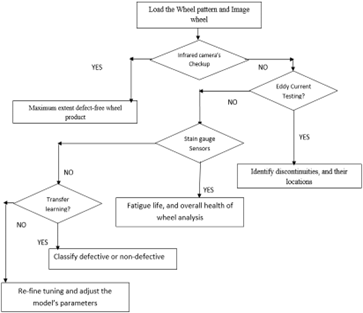 Load the Wheel pattern and Image
wheel
Infrared camera's
Checkup
YES
NO
Eddy Current
Testing?
NO
Maximum extent defect-free wheel
product
Stain gauge
Sensors
YES
Identify discontinuities, and their
locations
NO
YES
Transfer
learning?
Fatigue life, and overall health of
wheel analysis
NO
YES
Classify defective or non-defective
Re-fine tuning and adjust the
model's parameters